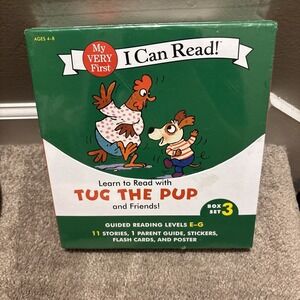 AGES 4-8
My
VERY
First
I Can Read!
Learn to Read with
TUG THE PUP
and Friends!
BOX
SET 3
GUIDED READING LEVELS E-G
11 STORIES, 1 PARENT GUIDE, STICKERS,
FLASH CARDS, AND POSTER